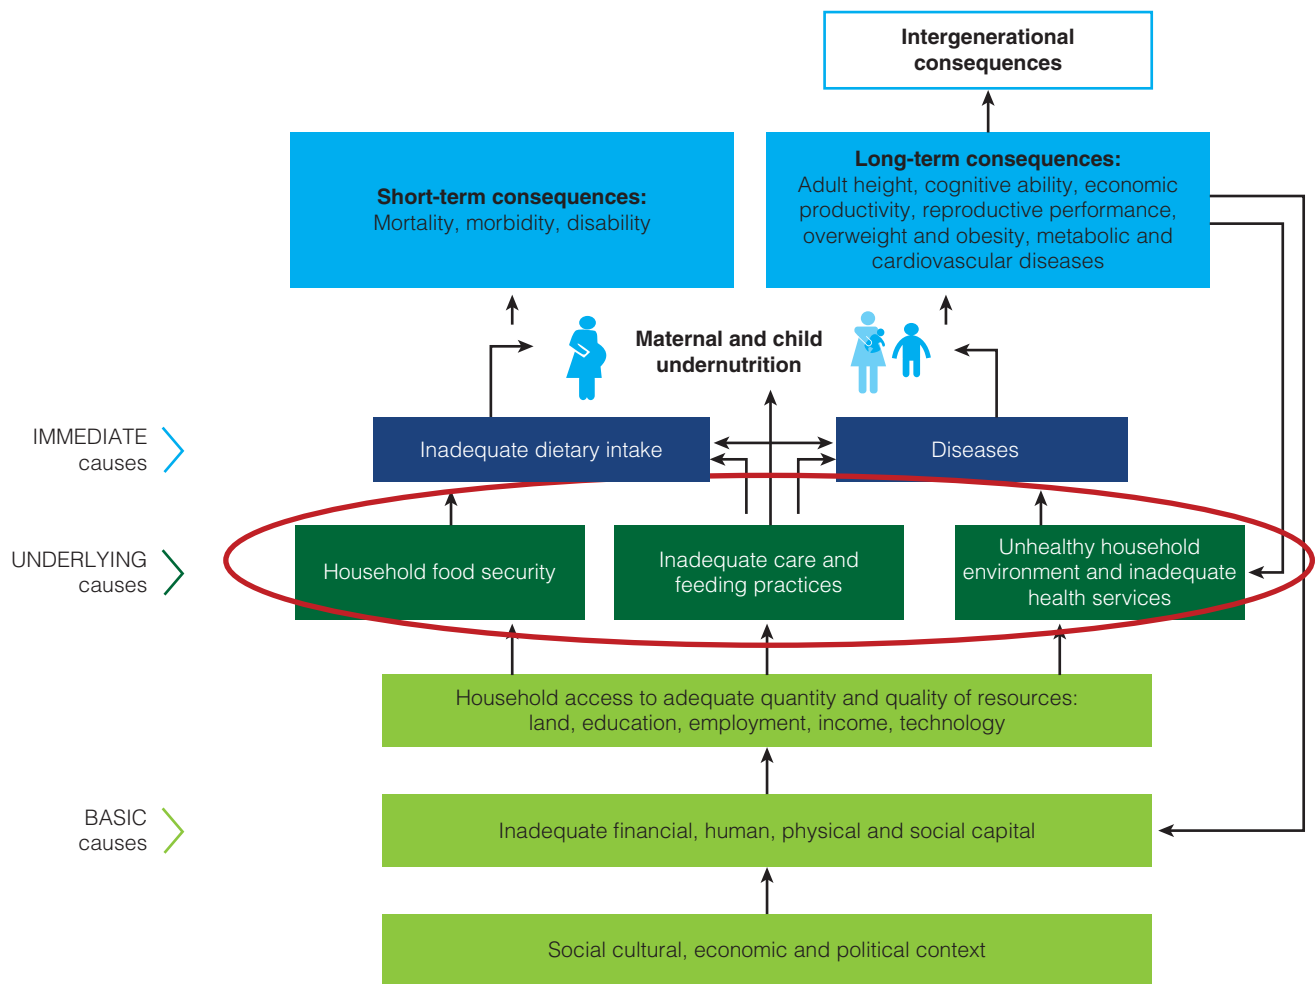 Intergenerational
consequences
Short-term consequences:
Mortality, morbidity, disability
Long-term consequences:
Adult height, cognitive ability, economic
productivity, reproductive performance,
overweight and obesity, metabolic and
cardiovascular diseases
Maternal and child
undernutrition
IMMEDIATE
causes
Inadequate dietary intake
Diseases
UNDERLYING
causes
Household food security
Inadequate care and
feeding practices
Unhealthy household
environment and inadequate
health services
Household access to adequate quantity and quality of resources:
land, education, employment, income, technology
BASIC
causes
Inadequate financial, human, physical and social capital
Social cultural, economic and political context